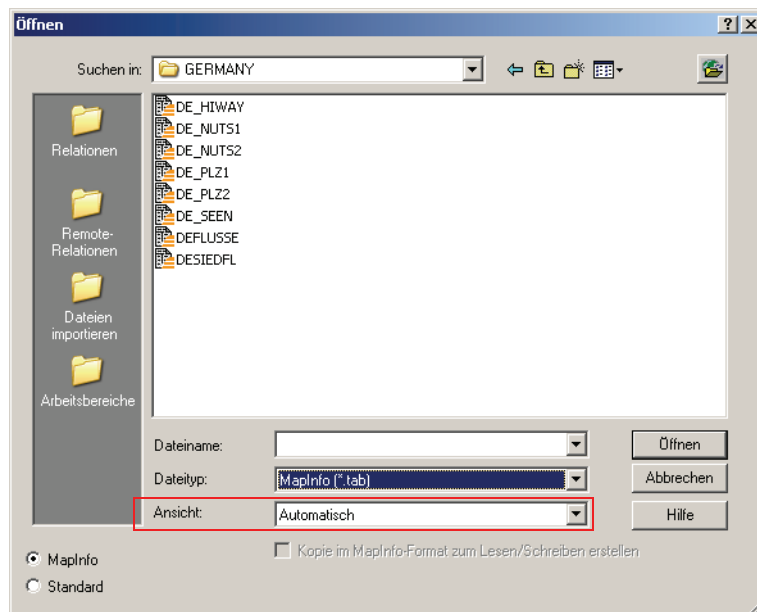 Öffnen
Suchen in:
GERMANY
Relationen
Remote-
Relationen
Dateien
importieren
Arbeitsbereiche
DE_HIWAY
DE_NUTS1
DE_NUTS2
DE_PLZ1
DE_PLZ2
DE_SEEN
DEFLUSSE
DESIEDFL
Dateiname:
Öffnen
Dateityp:
MapInfo (*.tab)
Abbrechen
Ansicht:
Automatisch
Hilfe
Kopie im MapInfo-Format zum Lesen/Schreiben erstellen
MapInfo
Standard